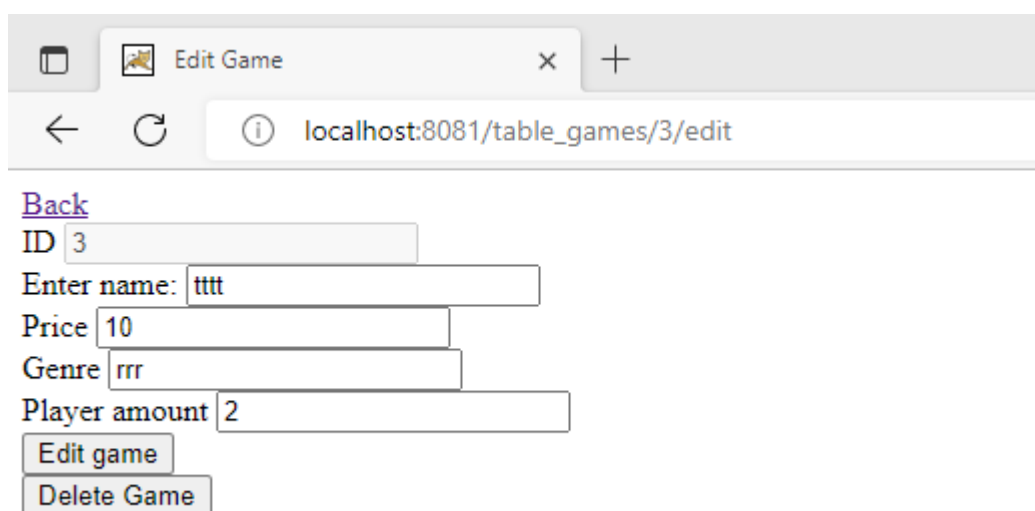 Edit Game
localhost:8081/table_games/3/edit
Back
ID 3
Enter name: tttt
Price 10
Genre rrr
Player amount 2
Edit game
Delete Game